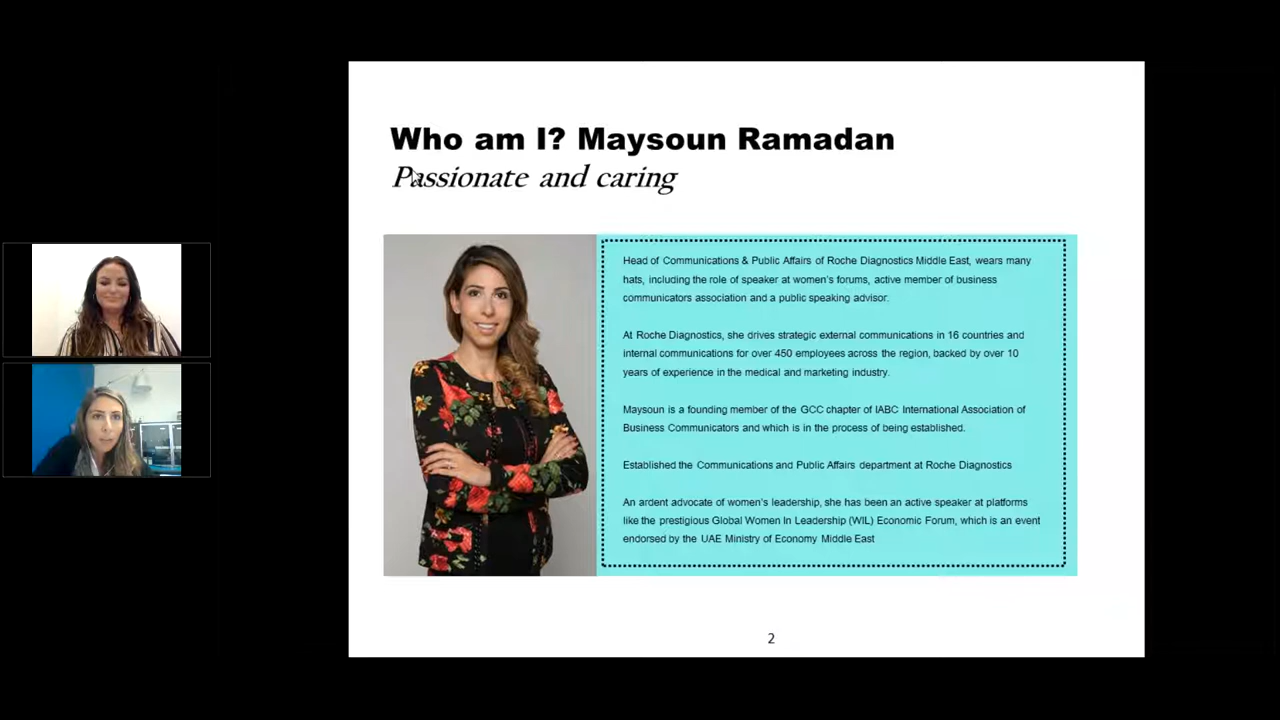 Who am I? Maysoun Ramadan
Passionate and caring
Head of Communications & Public Affairs of Roche Diagnostics Middle East, wears many
hats, including the role of speaker at women's forums, active member of business
communicators association and a public speaking advisor.
At Roche Diagnostics, she drives strategic external communications in 16 countries and
internal communications for over 450 employees across the region, backed by over 10
years of experience in the medical and marketing industry.
Maysoun is a founding member of the GCC chapter of IABC International Association of
Business Communicators and which is in the process of being established.
Established the Communications and Public Affairs department at Roche Diagnostics
An ardent advocate of women's leadership, she has been an active speaker at platforms
like the prestigious Global Women In Leadership (WIL) Economic Forum, which is an event
endorsed by the UAE Ministry of Economy Middle East
2